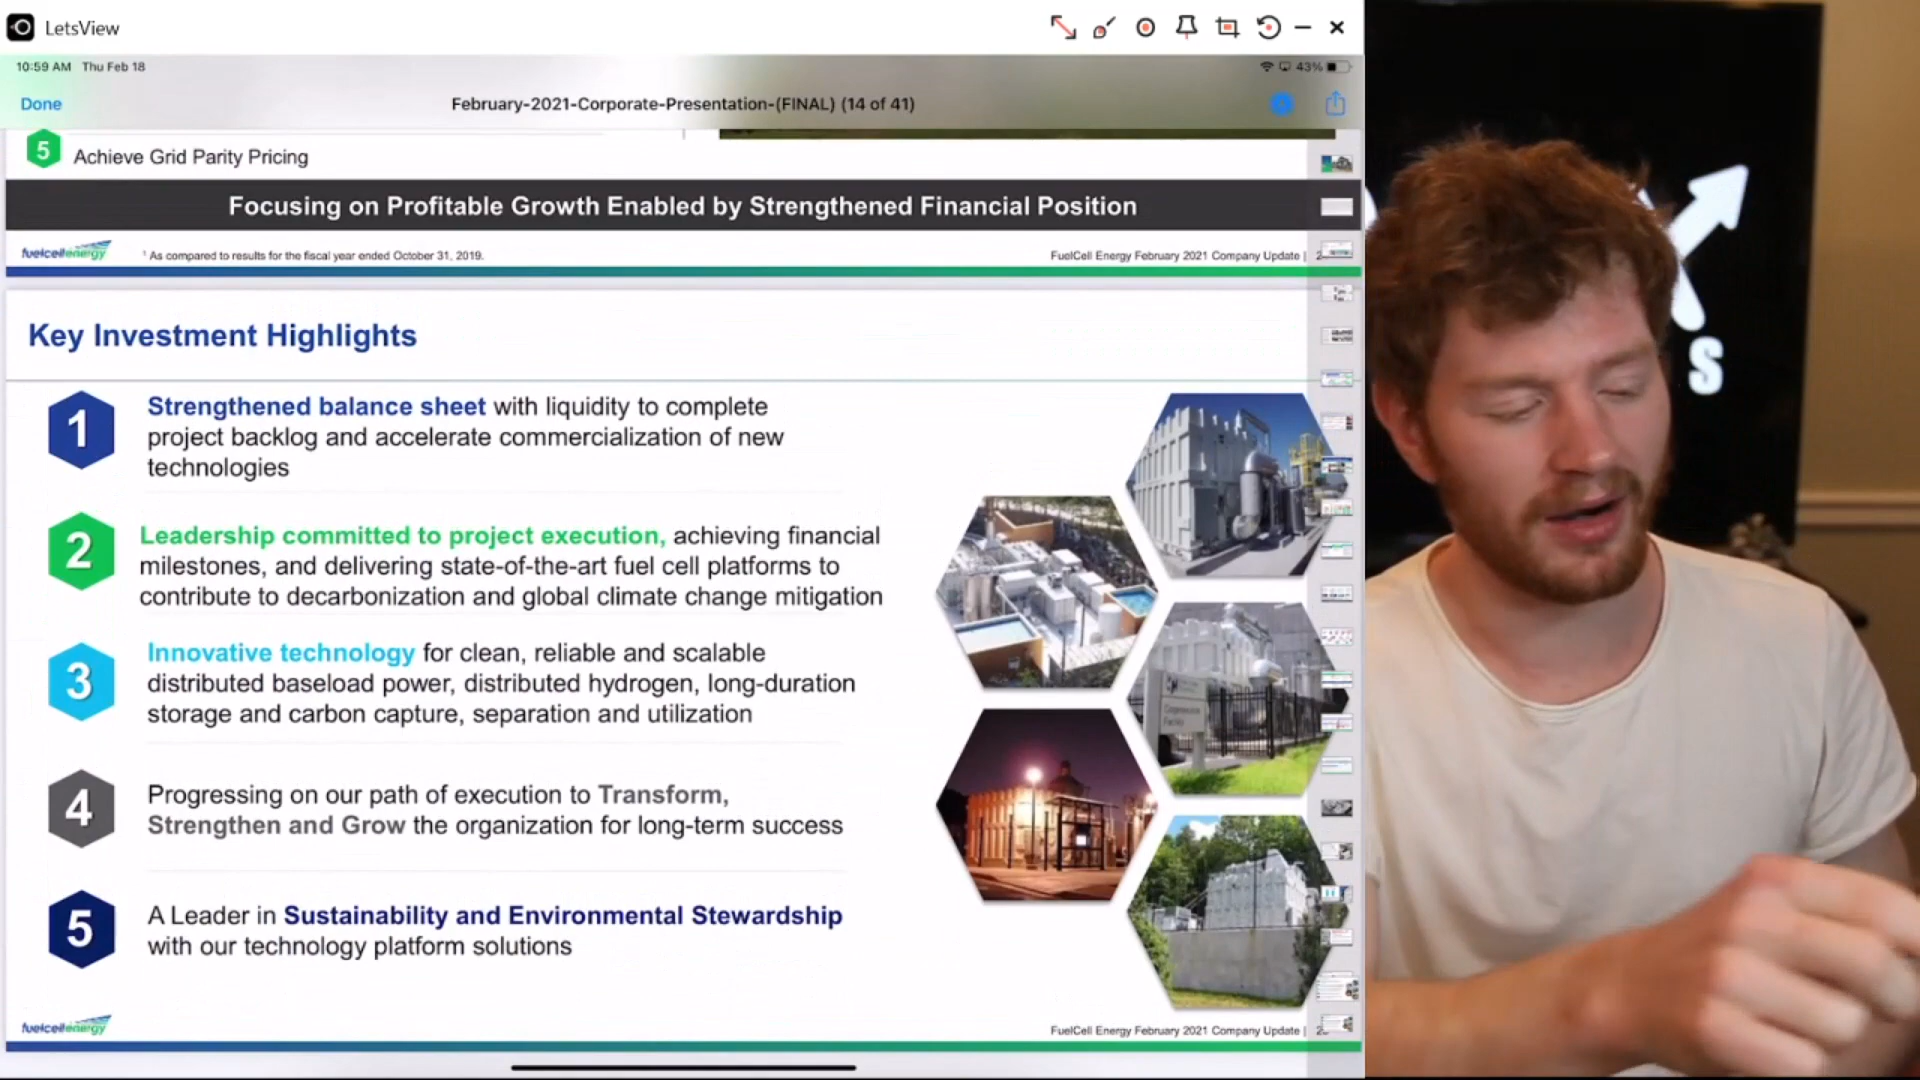 LetsView
10:59 AM Thu Feb 18
43%
Done
February-2021-Corporate-Presentation-(FINAL) (14 of 41)
5 Achieve Grid Parity Pricing
Focusing on Profitable Growth Enabled by Strengthened Financial Position
fuelcellenergy
¹ As compared to results for the fiscal year ended October 31, 2019.
FuelCell Energy February 2021 Company Update |
Key Investment Highlights
1
Strengthened balance sheet with liquidity to complete
project backlog and accelerate commercialization of new
technologies
2
Leadership committed to project execution, achieving financial
milestones, and delivering state-of-the-art fuel cell platforms to
contribute to decarbonization and global climate change mitigation
3
Innovative technology for clean, reliable and scalable
distributed baseload power, distributed hydrogen, long-duration
storage and carbon capture, separation and utilization
4
Progressing on our path of execution to Transform,
Strengthen and Grow the organization for long-term success
5
A Leader in Sustainability and Environmental Stewardship
with our technology platform solutions
fuelcellenergy
FuelCell Energy February 2021 Company Update |
S